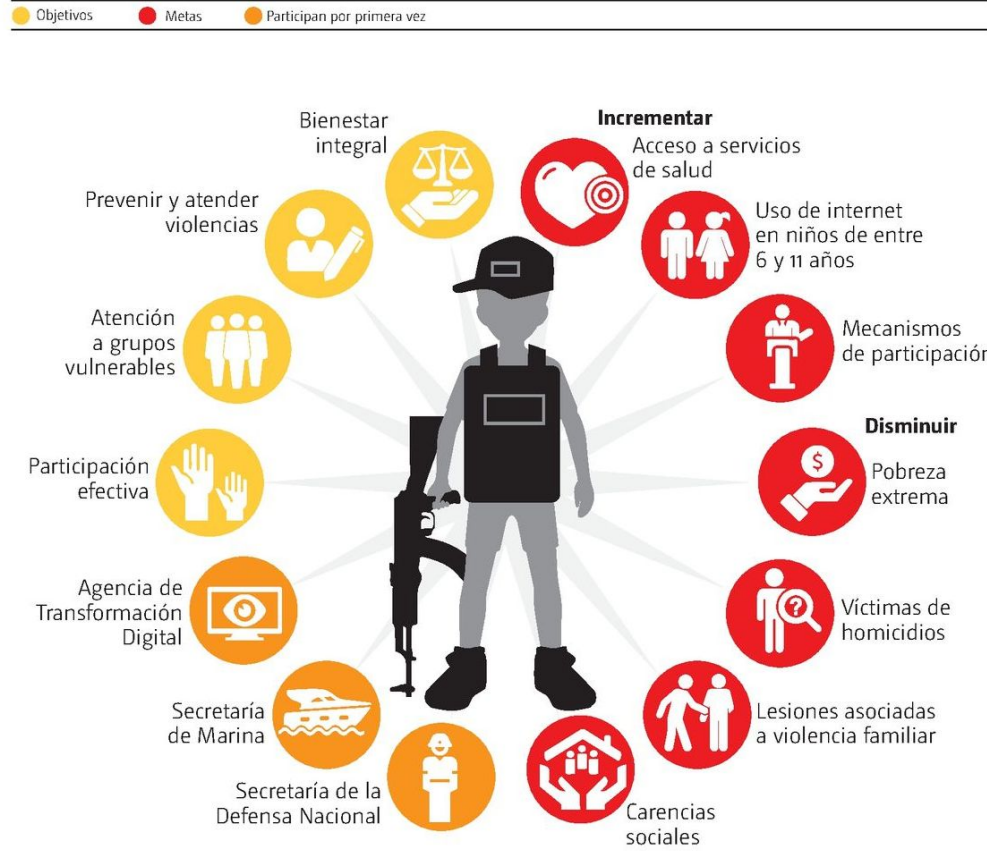 Objetivos
Metas
Participan por primera vez
Bienestar
integral
Prevenir y atender
violencias
Atención
a grupos
vulnerables
Participación
efectiva
Agencia de
Transformación
Digital
Secretaría
de Marina
Secretaría de la
Defensa Nacional
Incrementar
Acceso a servicios
de salud
Uso de internet
en niños de entre
6 y 11 años
Mecanismos
de participación
Disminuir
$
Pobreza
extrema
?
Víctimas de
homicidios
Lesiones asociadas
a violencia familiar
Carencias
sociales